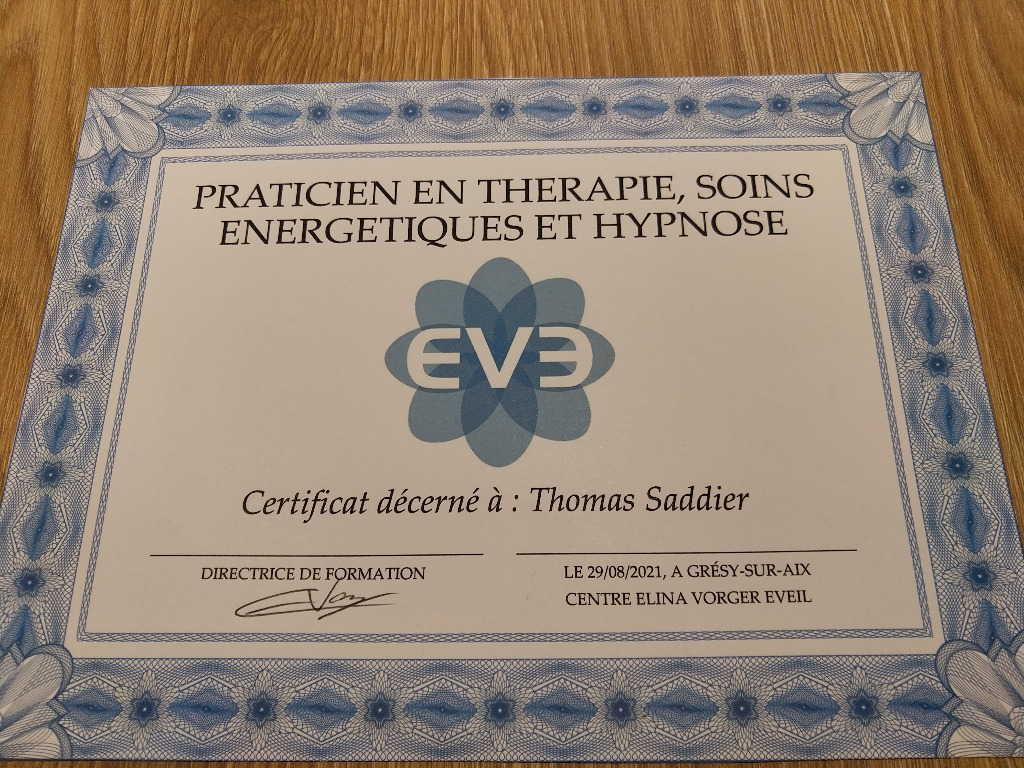 PRATICIEN EN THERAPIE, SOINS
ENERGETIQUES ET HYPNOSE
EVE
Certificat décerné à : Thomas Saddier
DIRECTRICE DE FORMATION
LE 29/08/2021, A GRÉSY-SUR-AIX
CENTRE ELINA VORGER EVEIL